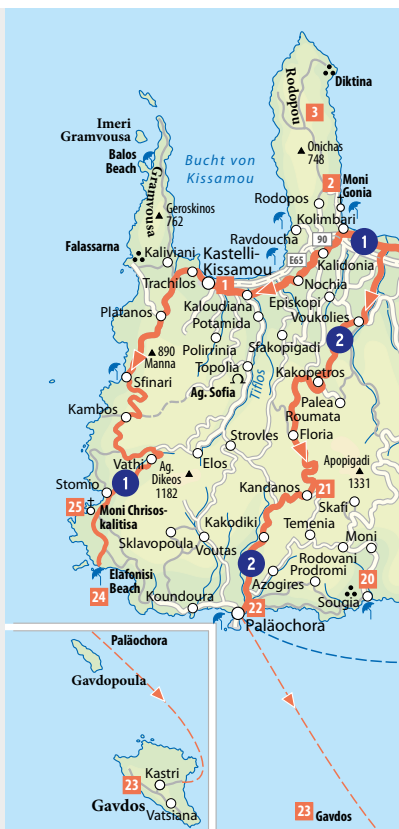 Diktina
Rodopou
3
Imeri
Gramvousa
Onichas
748
Balos
Beach
Bucht von
Kissamou
2
Moni
Gonia
Gramvousa
Geroskinos
762
Rodopos
Kolimbari
Ravdoucha
90
1
Falassarna
Kaliviani
Kastelli-
Kissamou
E65
Kalidonia
Trachilos
1
Nochia
Platanos
Kaloudiana
Episkopi
Potamida
Voukolies
890
Manna
Polirrinia
Sfakopigadi
2
Topolia
Sfinari
Ag. Sofia
Tiflos
Kakopetros
Kambos
Palea
Roumata
Strovles
Floria
Vathi
Ag.
Dikeos
1182
Elos
Apopigadi
1331
Stomio
1
Kandanos
21
25
Moni Chrisos-
kalitisa
Skafi
Kakodiki
Temenia
Sklavopoula
Voutas
Moni
2
Rodovani
Elafonisi
Beach
24
Azogires
Prodromi
20
Koundoura
Sougia
22
Paläochora
Paläochora
Gavdopoula
23
Kastri
Gavdos
Vatsiana
23 Gavdos